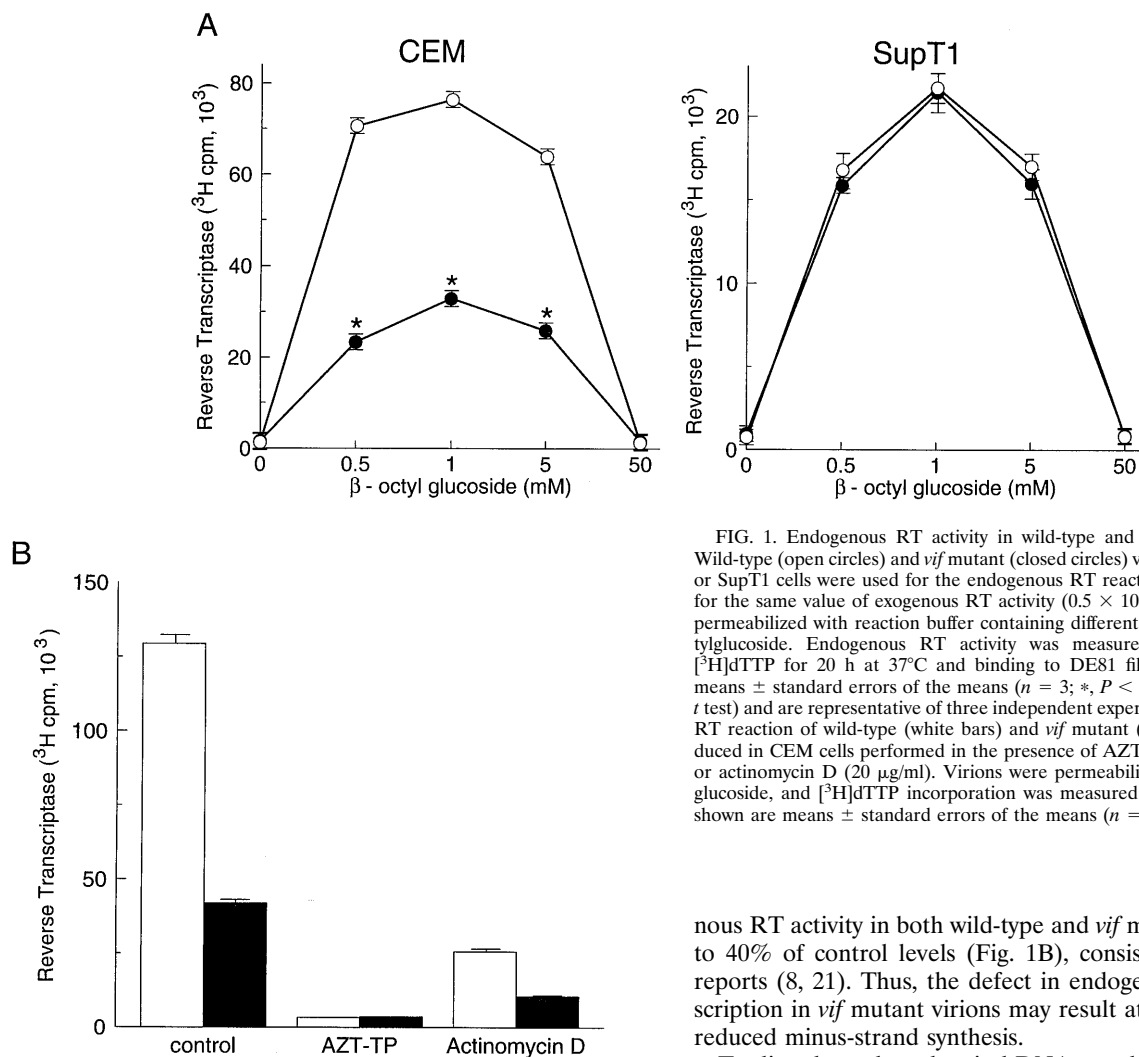 A
CEM
Reverse Transcriptase (³H cpm, 10³)
80
60
40
20
0
*
*
*
0 0.5 1 5 50
β - octyl glucoside (mM)
SupT1
Reverse Transcriptase (³H cpm, 10³)
20
10
0
0 0.5 1 5 50
β - octyl glucoside (mM)
B
Reverse Transcriptase (³H cpm, 10³)
150
100
50
0
control AZT-TP Actinomycin D
FIG. 1. Endogenous RT activity in wild-type and
Wild-type (open circles) and vif mutant (closed circles) v
or SupT1 cells were used for the endogenous RT react
for the same value of exogenous RT activity (0.5 × 10
permeabilized with reaction buffer containing different
tylglucoside. Endogenous RT activity was measure
[³H]dTTP for 20 h at 37°C and binding to DE81 fil
means ± standard errors of the means (n = 3; *, P <
t test) and are representative of three independent exper
RT reaction of wild-type (white bars) and vif mutant (
duced in CEM cells performed in the presence of AZT
or actinomycin D (20 μg/ml). Virions were permeabili
glucoside, and [³H]dTTP incorporation was measured
shown are means ± standard errors of the means (n =
nous RT activity in both wild-type and vif m
to 40% of control levels (Fig. 1B), consis
reports (8, 21). Thus, the defect in endoge
scription in vif mutant virions may result at
reduced minus-strand synthesis.